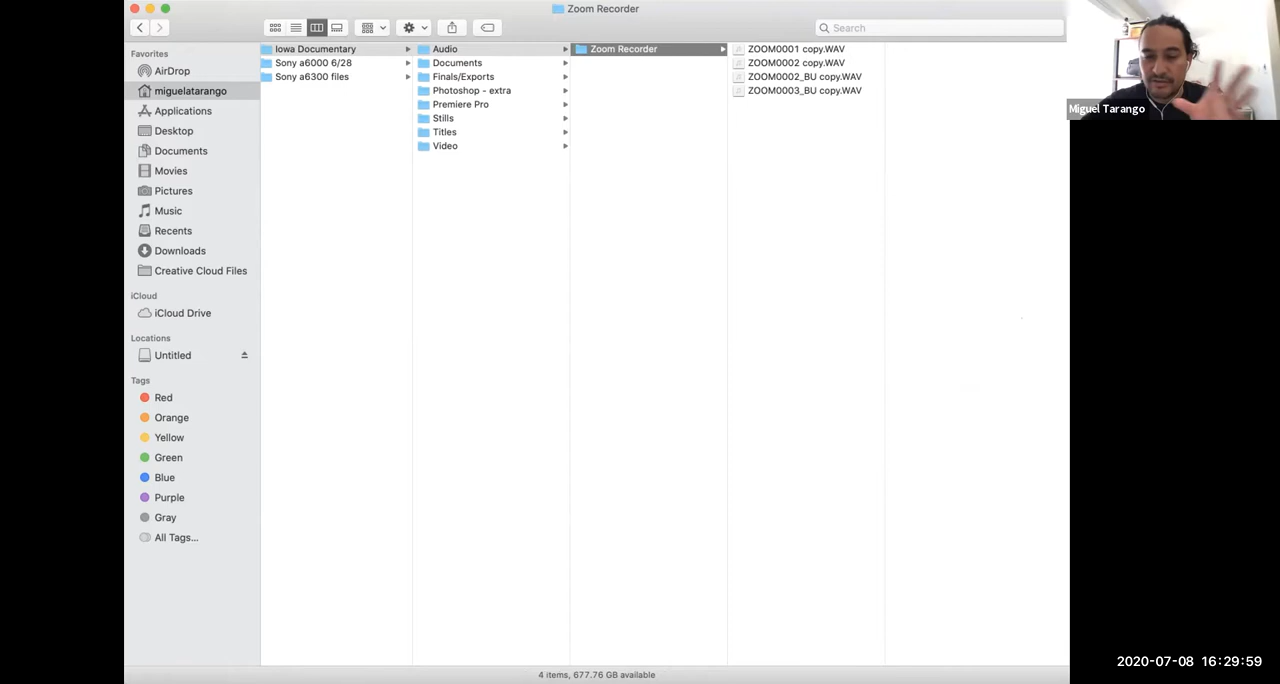 Zoom Recorder
Search
Favorites
AirDrop
miguelatarango
Applications
Desktop
Documents
Movies
Pictures
Music
Recents
Downloads
Creative Cloud Files
iCloud
iCloud Drive
Locations
Untitled
Tags
Red
Orange
Yellow
Green
Blue
Purple
Gray
All Tags...
Iowa Documentary
Sony a6000 6/28
Sony a6300 files
Audio
Documents
Finals/Exports
Photoshop - extra
Premiere Pro
Stills
Titles
Video
Zoom Recorder
ZOOM0001 copy.WAV
ZOOM0002 copy.WAV
ZOOM0002_BU copy.WAV
ZOOM0003_BU copy.WAV
4 items, 677.76 GB available
Miguel Tarango
2020-07-08 16:29:59